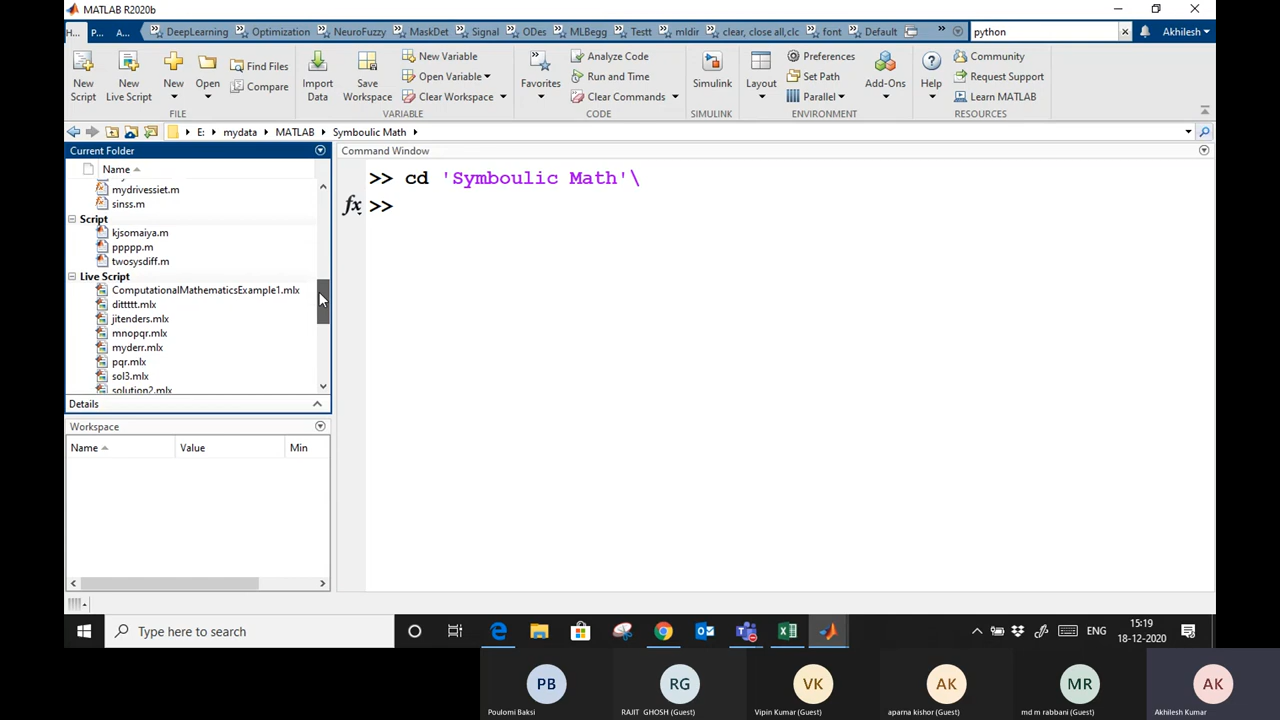 MATLAB R2020b
H... P... A... DeepLearning Optimization NeuroFuzzy MaskDet Signal ODes MLBegg Testt mldir clear, close all,clc font Default python Akhilesh
New Script New Live Script New Open Find Files Compare Import Data Save Workspace New Variable Open Variable Clear Workspace Favorites Analyze Code Run and Time Clear Commands Simulink Layout Preferences Set Path Parallel Add-Ons Help Community Request Support Learn MATLAB
FILE VARIABLE CODE SIMULINK ENVIRONMENT RESOURCES
E: mydata MATLAB Symboulic Math
Current Folder
Name
mydrivessiet.m
sinss.m
Script
kjsomaiya.m
ppppp.m
twosysdiff.m
Live Script
ComputationalMathematicsExample1.mlx
dittttt.mlx
jitenders.mlx
mnopqr.mlx
myderr.mlx
pqr.mlx
sol3.mlx
solution2.mlx
Details
Workspace
Name Value Min
Command Window
>> cd 'Symboulic Math'\
fx >>
Type here to search
ENG
15:19
18-12-2020
PB RG VK AK MR AK
Poulomi Baksi RAJIT GHOSH (Guest) Vipin Kumar (Guest) aparna kishor (Guest) md m rabbani (Guest) Akhilesh Kumar